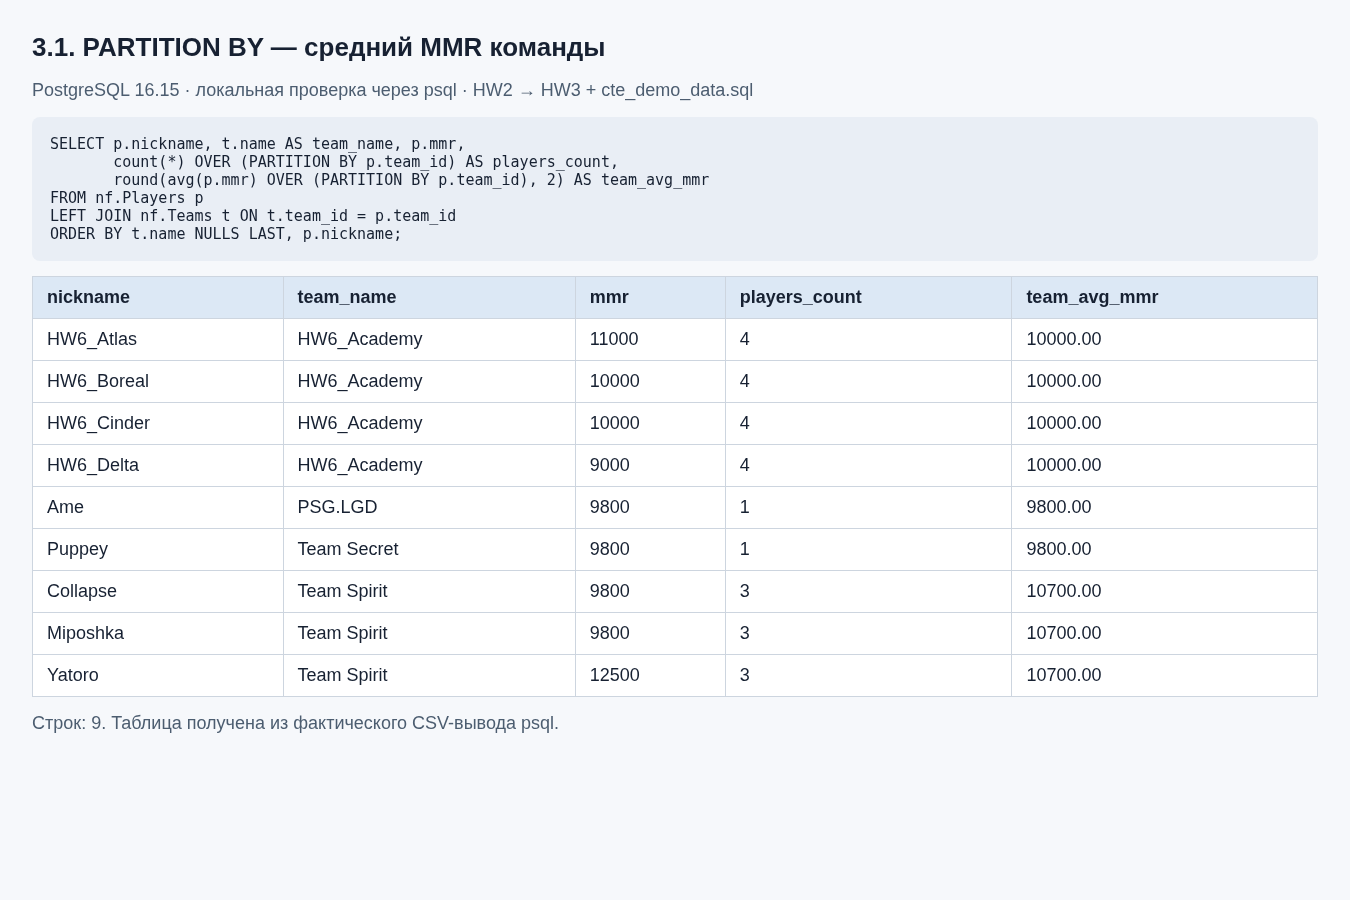 3.1. PARTITION BY — средний MMR команды
PostgreSQL 16.15 · локальная проверка через psql · HW2 → HW3 + cte_demo_data.sql
SELECT p.nickname, t.name AS team_name, p.mmr,
       count(*) OVER (PARTITION BY p.team_id) AS players_count,
       round(avg(p.mmr) OVER (PARTITION BY p.team_id), 2) AS team_avg_mmr
FROM nf.Players p
LEFT JOIN nf.Teams t ON t.team_id = p.team_id
ORDER BY t.name NULLS LAST, p.nickname;
nickname team_name mmr players_count team_avg_mmr
HW6_Atlas HW6_Academy 11000 4 10000.00
HW6_Boreal HW6_Academy 10000 4 10000.00
HW6_Cinder HW6_Academy 10000 4 10000.00
HW6_Delta HW6_Academy 9000 4 10000.00
Ame PSG.LGD 9800 1 9800.00
Puppey Team Secret 9800 1 9800.00
Collapse Team Spirit 9800 3 10700.00
Miposhka Team Spirit 9800 3 10700.00
Yatoro Team Spirit 12500 3 10700.00
Строк: 9. Таблица получена из фактического CSV-вывода psql.